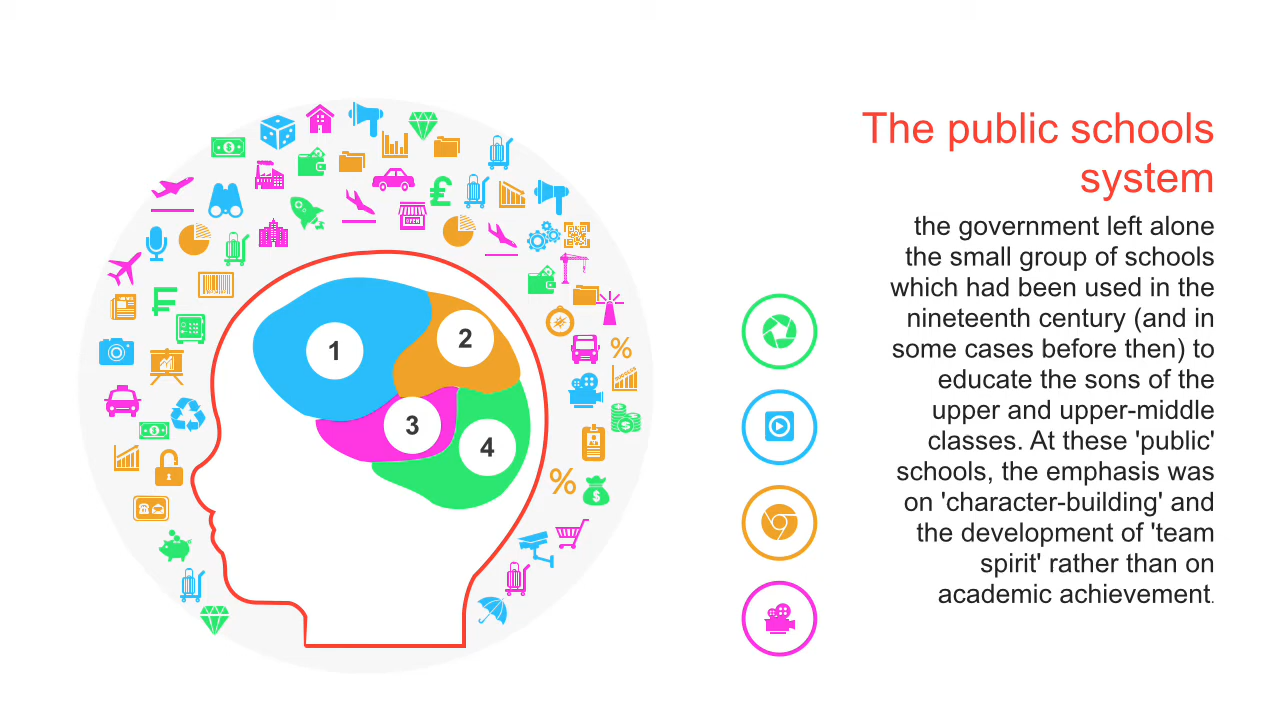 The public schools
system
the government left alone
the small group of schools
which had been used in the
nineteenth century (and in
some cases before then) to
educate the sons of the
upper and upper-middle
classes. At these 'public'
schools, the emphasis was
on 'character-building' and
the development of 'team
spirit' rather than on
academic achievement.
1
2
3
4
£
OPEN
%
%
$